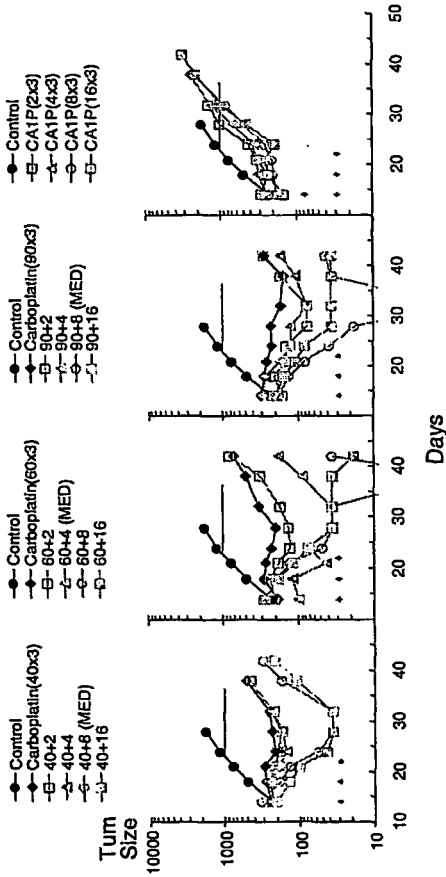 Tum
Size
Control
Carboplatin(40x3)
40+2
40+4
40+8 (MED)
40+16
Control
Carboplatin(60x3)
60+2
60+4 (MED)
60+8
60+16
Control
Carboplatin(90x3)
90+2
90+4
90+8 (MED)
90+16
Control
CA1P(2x3)
CA1P(4x3)
CA1P(8x3)
CA1P(16x3)
10000
1000
100
10
10 20 30 40
20 30 40
20 30 40
20 30 40 50
Days